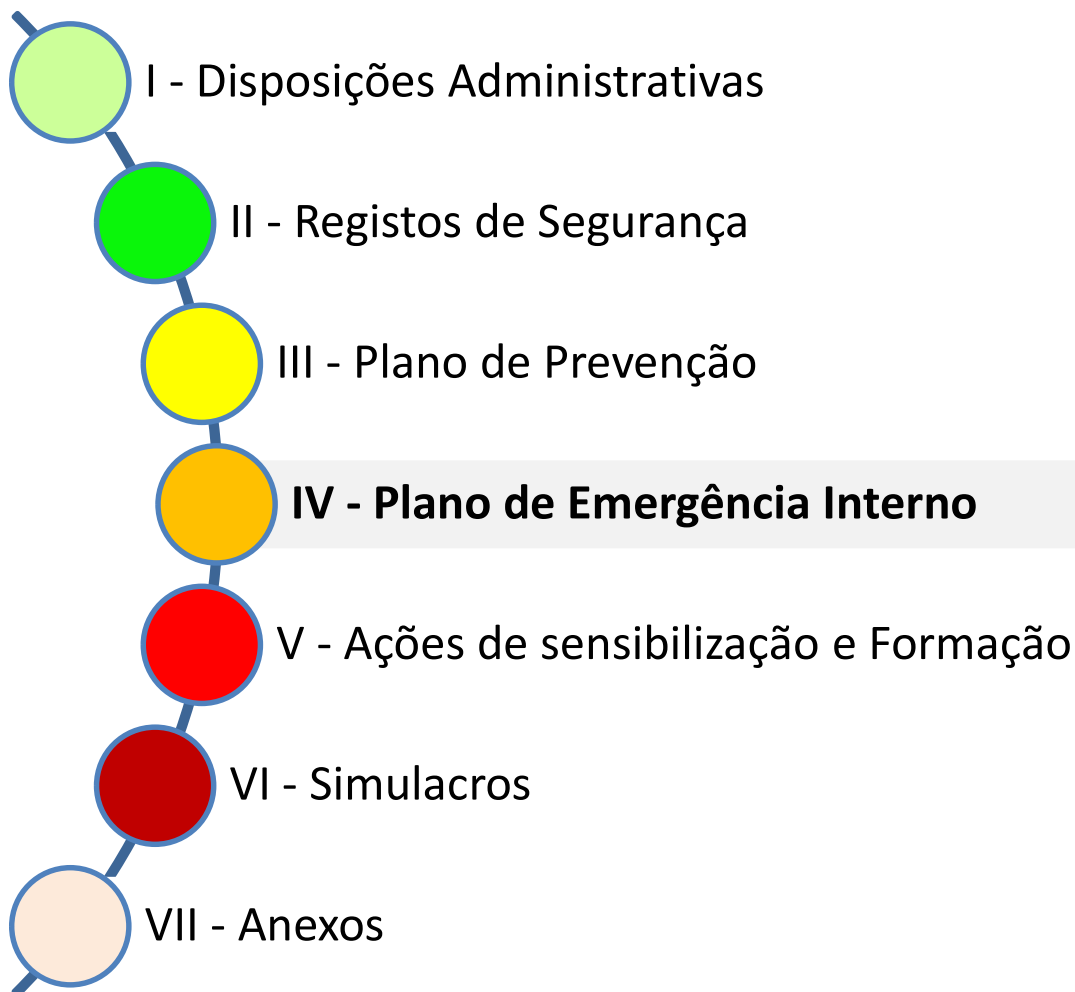 I - Disposições Administrativas
II - Registos de Segurança
III - Plano de Prevenção
IV - Plano de Emergência Interno
V - Ações de sensibilização e Formação
VI - Simulacros
VII - Anexos